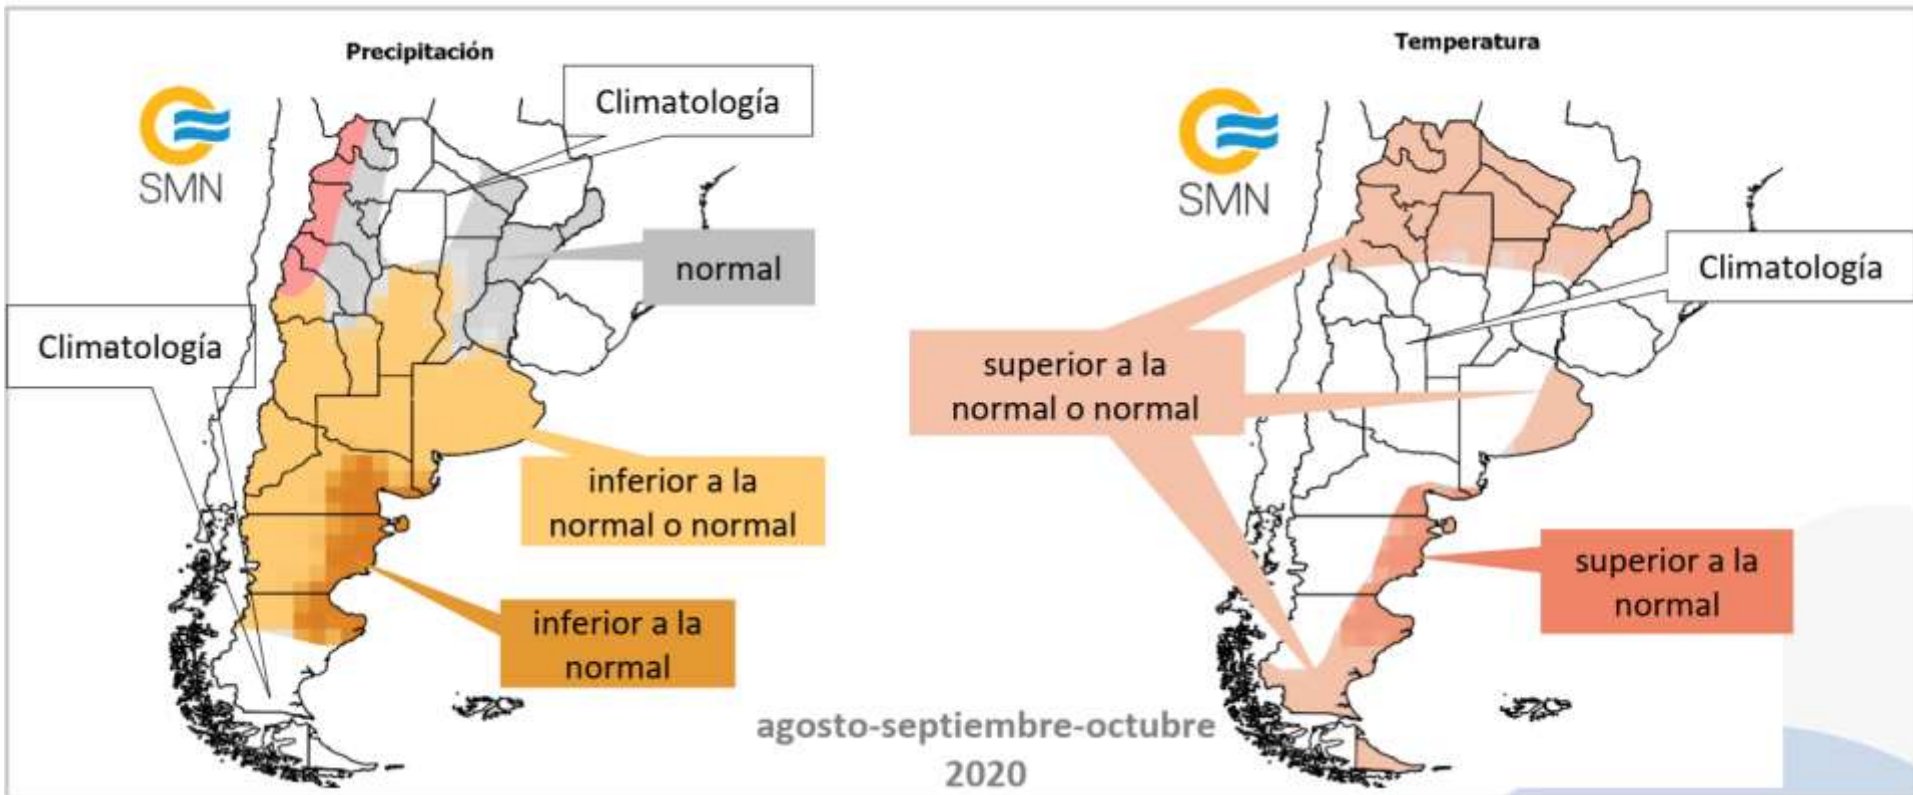 Precipitación
SMN
Climatología
normal
Climatología
inferior a la
normal o normal
inferior a la
normal
Temperatura
SMN
Climatología
superior a la
normal o normal
superior a la
normal
agosto-septiembre-octubre
2020